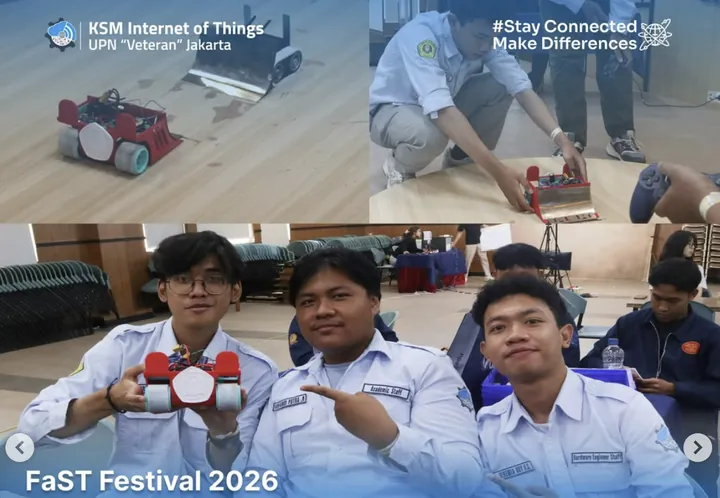 KSM Internet of Things
UPN “Veteran” Jakarta
#Stay Connected
Make Differences
Academic Staff
Hardware Engineer Staff
FaST Festival 2026